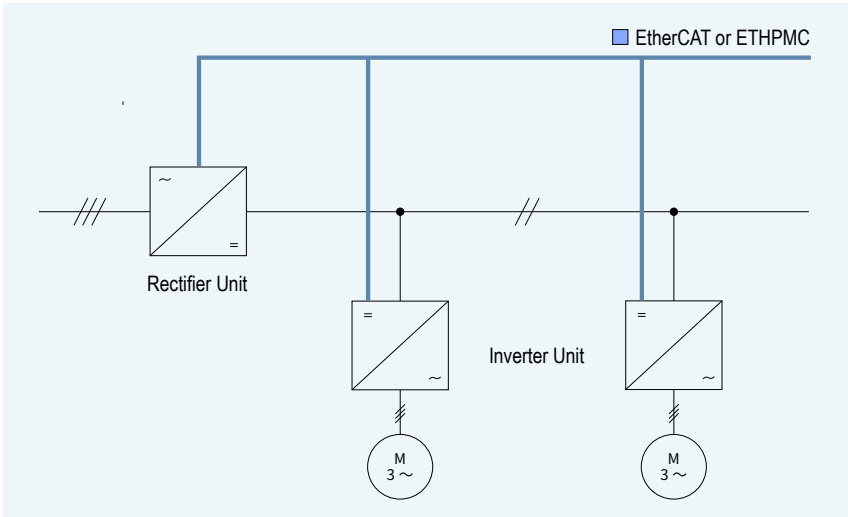 EtherCAT or ETHPMC
~
=
Rectifier Unit
=
~
Inverter Unit
=
~
M
3 ~
M
3 ~